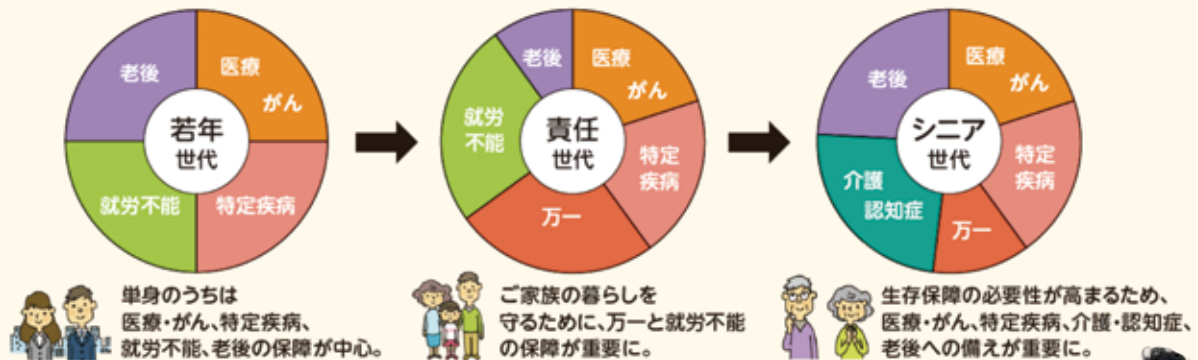 老後
医療
がん
若年
世代
就労不能
特定疾病
老後
医療
がん
就労
不能
責任
世代
特定
疾病
万一
老後
医療
がん
シニア
世代
特定
疾病
介護
認知症
万一
単身のうちは
医療・がん、特定疾病、
就労不能、老後の保障が中心。
ご家族の暮らしを
守るために、万一と就労不能
の保障が重要に。
生存保障の必要性が高まるため、
医療・がん、特定疾病、介護・認知症、
老後への備えが重要に。